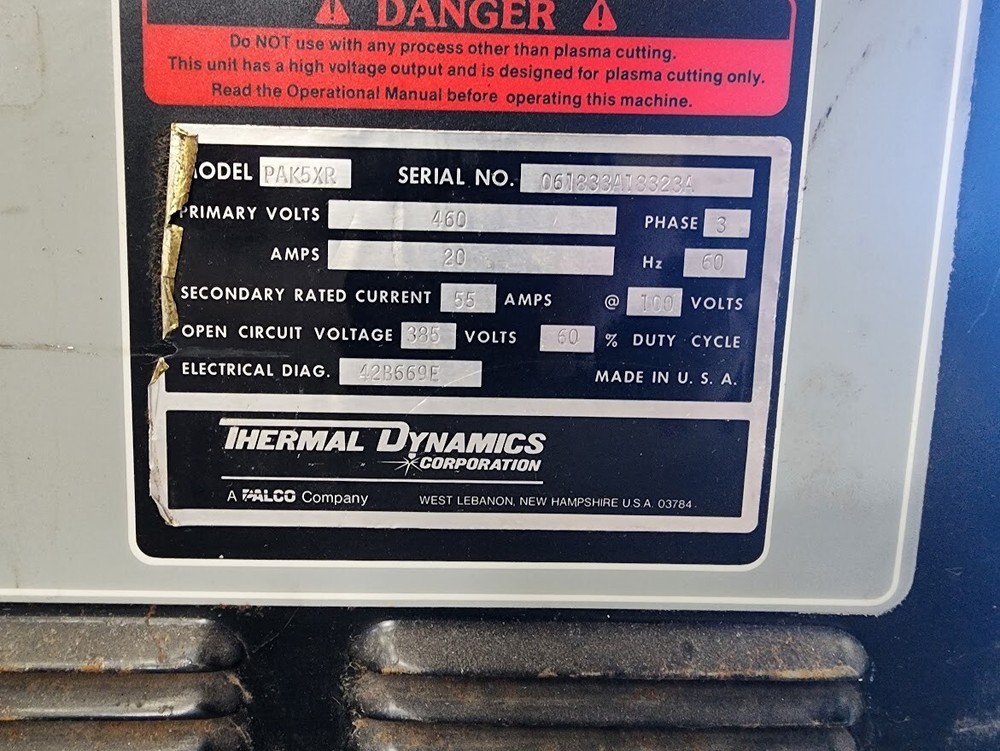 DANGER
Do NOT use with any process other than plasma cutting.
This unit has a high voltage output and is designed for plasma cutting only.
Read the Operational Manual before operating this machine.
MODEL PAK5XR SERIAL NO. 061833A18323A
PRIMARY VOLTS 460 PHASE 3
AMPS 20 Hz 60
SECONDARY RATED CURRENT 55 AMPS @ 100 VOLTS
OPEN CIRCUIT VOLTAGE 385 VOLTS 60 % DUTY CYCLE
ELECTRICAL DIAG. 42B669E MADE IN U. S. A.
THERMAL DYNAMICS
CORPORATION
A PALCO Company WEST LEBANON, NEW HAMPSHIRE U.S.A. 03784